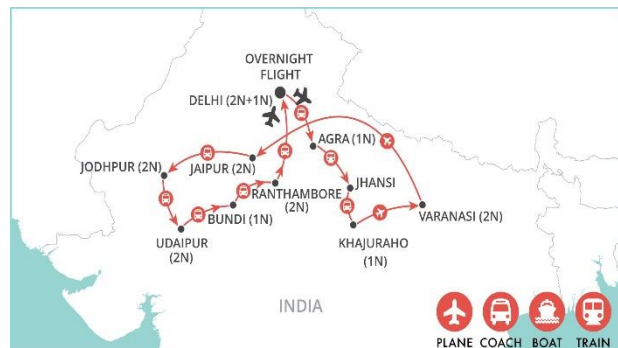 OVERNIGHT
FLIGHT
DELHI (2N+1N)
AGRA (1N)
JODHPUR (2N)
JAIPUR (2N)
JHANSI
RANTHAMBORE
(2N)
BUNDI (1N)
VARANASI (2N)
UDAIPUR
(2N)
KHAJURAHO
(1N)
INDIA
PLANE COACH BOAT TRAIN